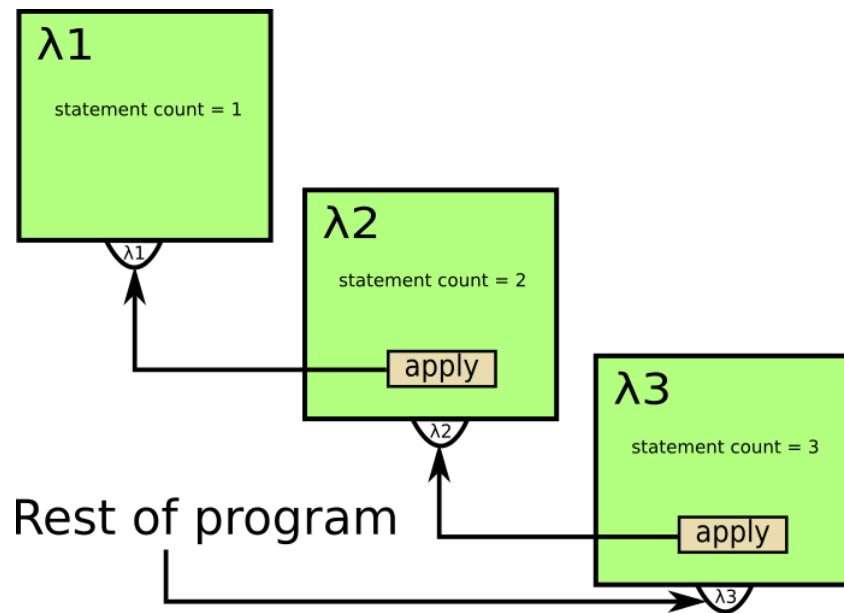 λ1
statement count = 1
λ1
λ2
statement count = 2
apply
λ2
λ3
statement count = 3
apply
Rest of program
λ3